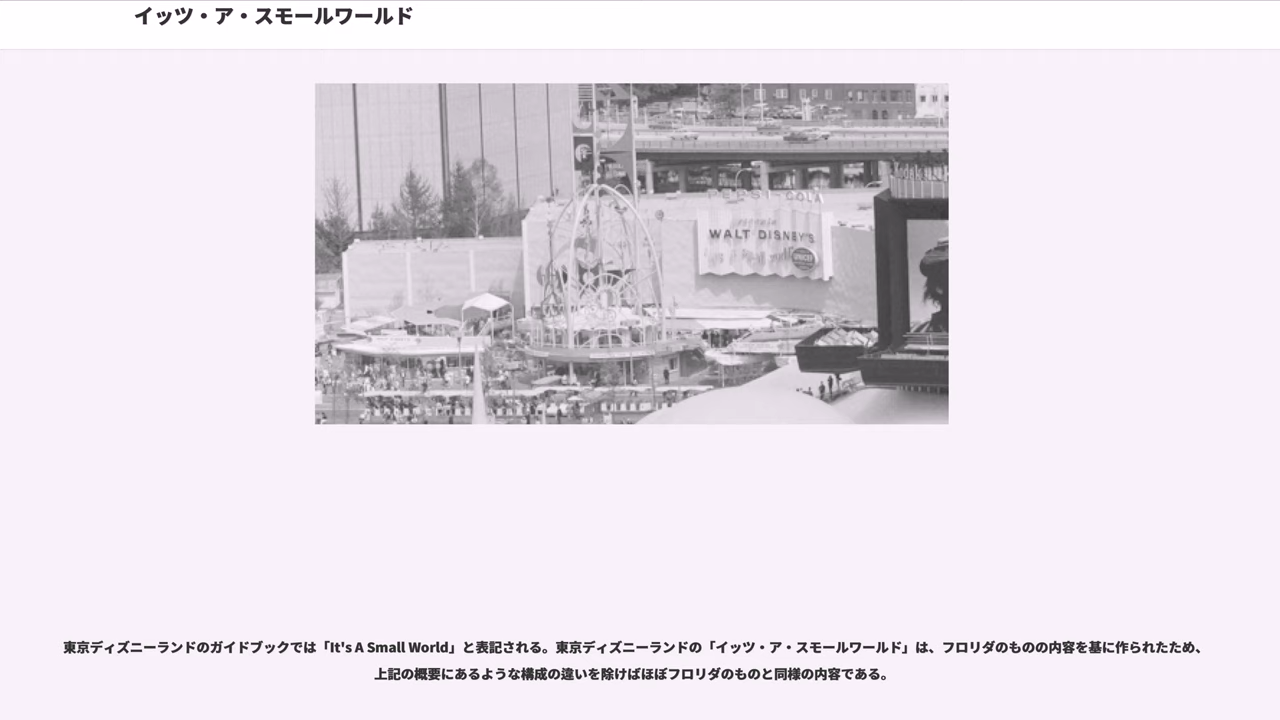 イッツ・ア・スモールワールド
PEPSI-COLA
WALT DISNEY'S
東京ディズニーランドのガイドブックでは「It's A Small World」と表記される。東京ディズニーランドの「イッツ・ア・スモールワールド」は、フロリダのものの内容を基に作られたため、
上記の概要にあるような構成の違いを除けばほぼフロリダのものと同様の内容である。